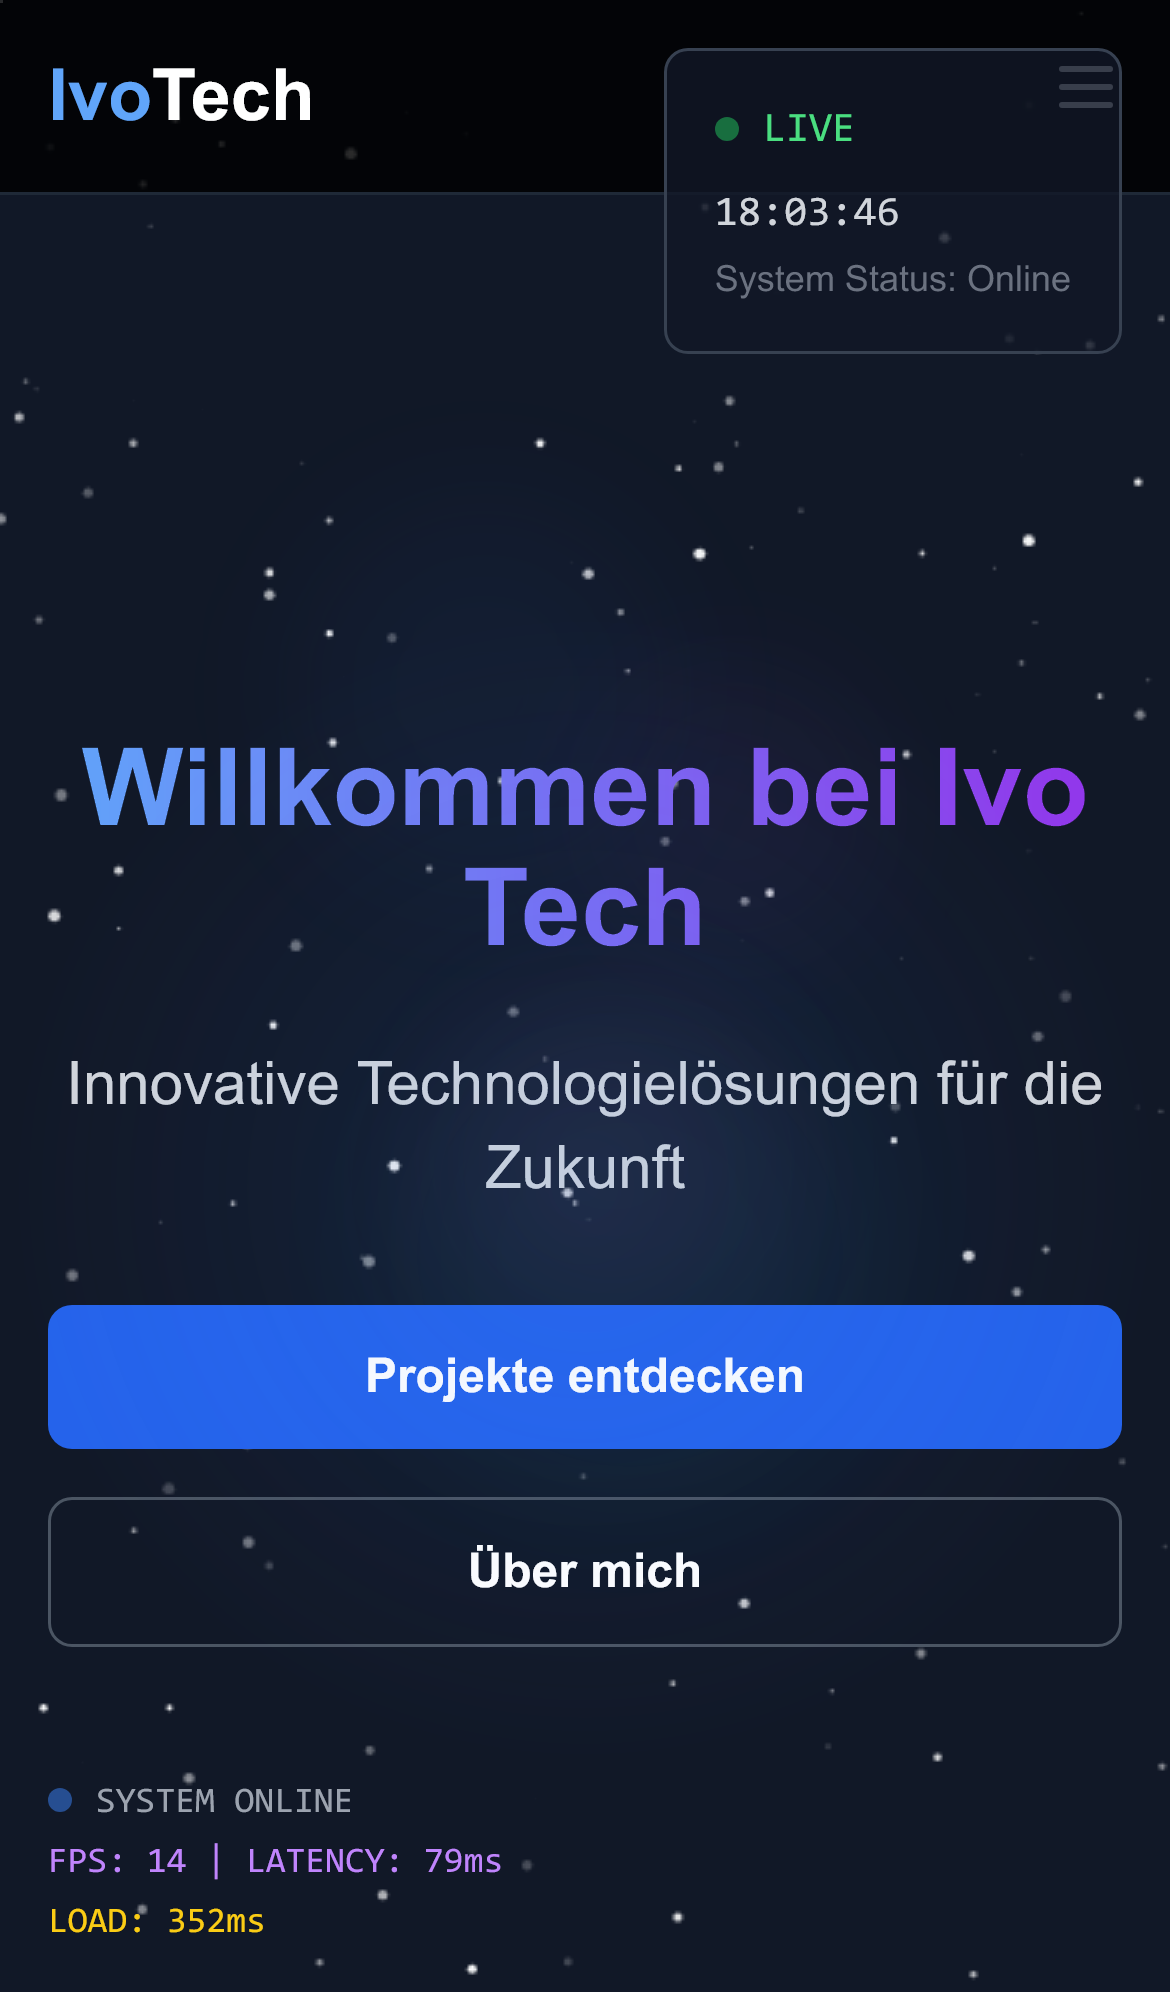 IvoTech
LIVE
18:03:46
System Status: Online
Willkommen bei Ivo
Tech
Innovative Technologielösungen für die
Zukunft
Projekte entdecken
Über mich
SYSTEM ONLINE
FPS: 14 | LATENCY: 79ms
LOAD: 352ms